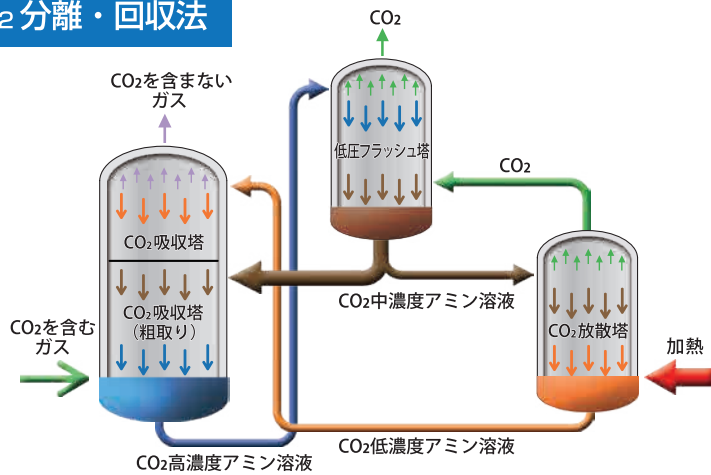 2 分離・回収法
CO2
CO2を含まない
ガス
低圧フラッシュ塔
CO2
CO2吸収塔
CO2中濃度アミン溶液
CO2吸収塔
(粗取り)
CO2を含む
ガス
CO2放散塔
加熱
CO2低濃度アミン溶液
CO2高濃度アミン溶液